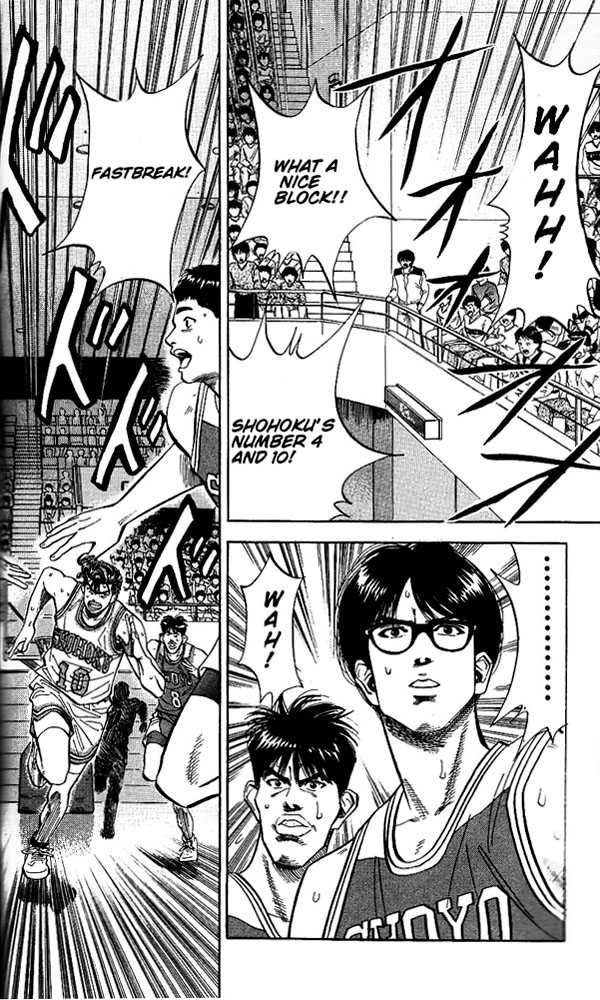 WAHH!
WHAT A
NICE
BLOCK!!
SHOHOKU'S
NUMBER 4
AND 10!
オオオ
..........
SHOYO
WAH!
FASTBREAK!
ドドド
OHOKU
10
8